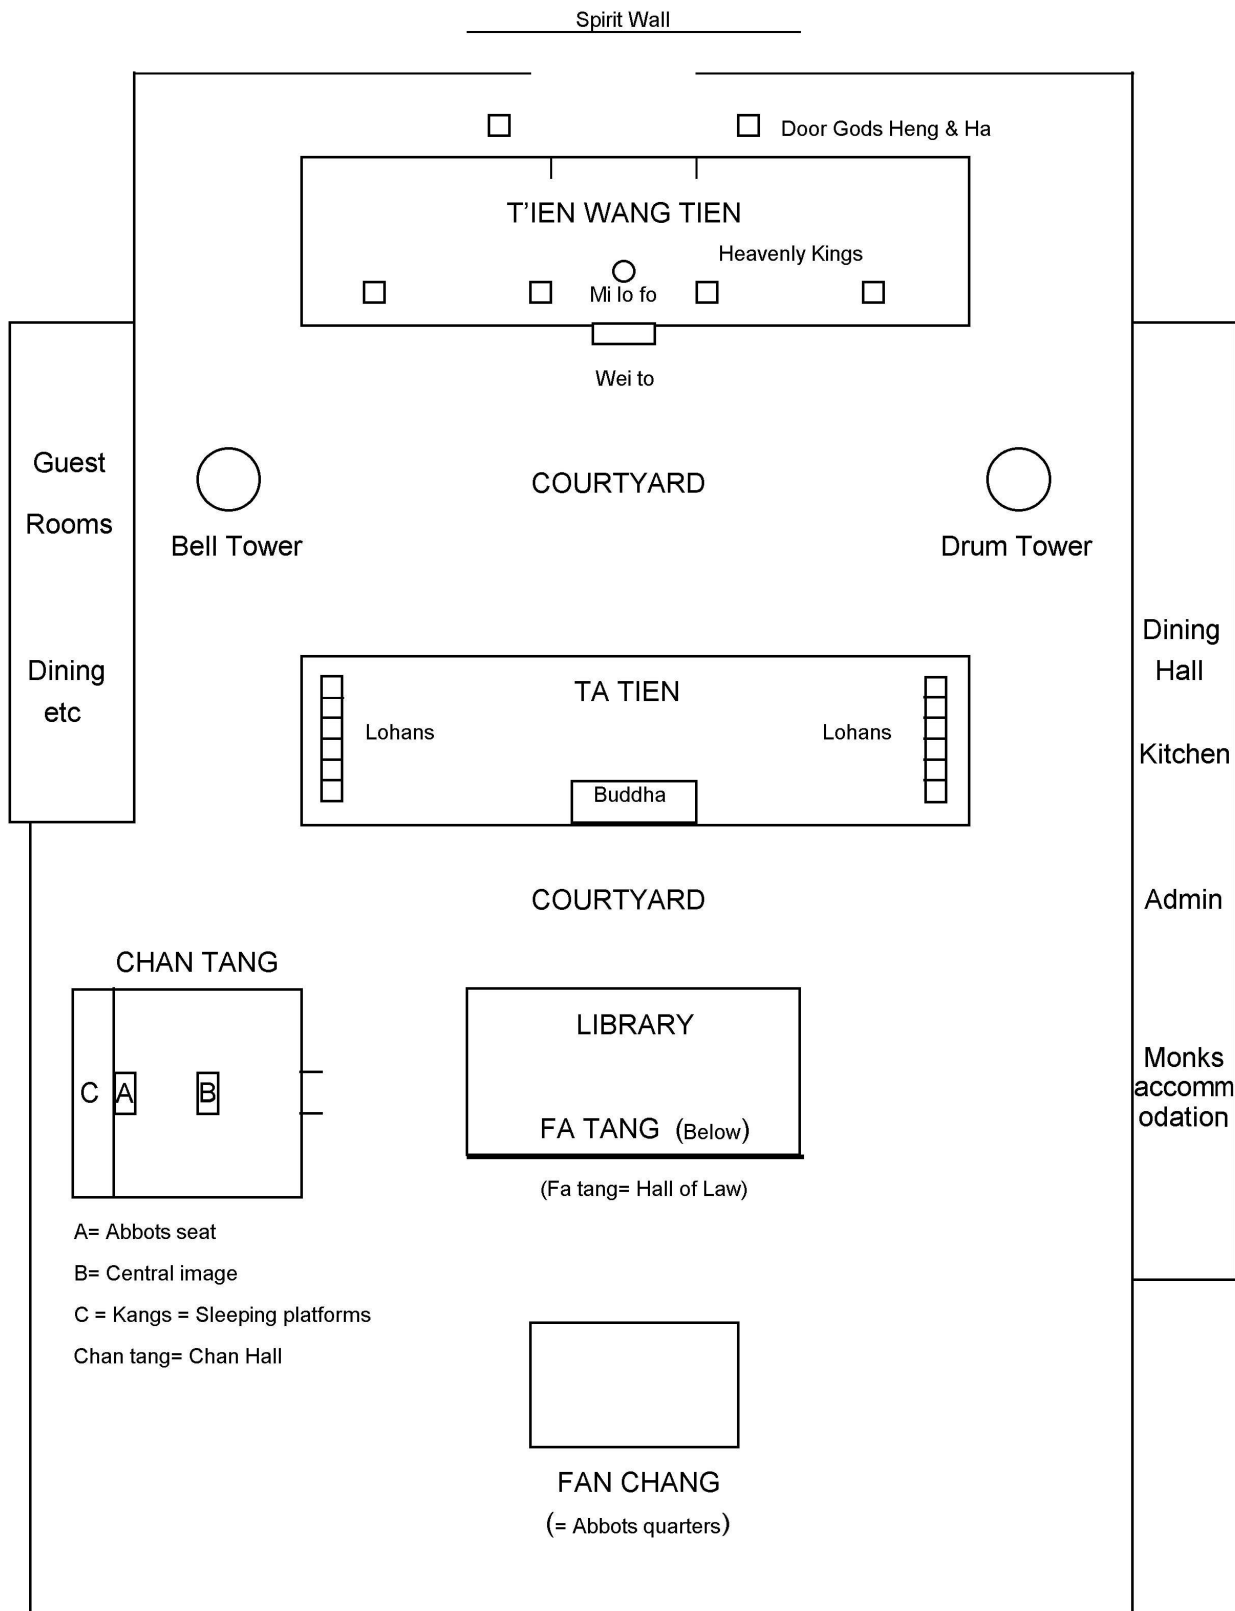 Spirit Wall
Door Gods Heng & Ha
T'IEN WANG TIEN
Heavenly Kings
Mi lo fo
Wei to
Guest
Rooms
Dining
etc
Bell Tower
COURTYARD
Drum Tower
TA TIEN
Lohans
Lohans
Buddha
Dining
Hall
Kitchen
Admin
Monks
accomm
odation
COURTYARD
CHAN TANG
C
A
B
LIBRARY
FA TANG (Below)
(Fa tang= Hall of Law)
A= Abbots seat
B= Central image
C = Kangs = Sleeping platforms
Chan tang= Chan Hall
FAN CHANG
(= Abbots quarters)